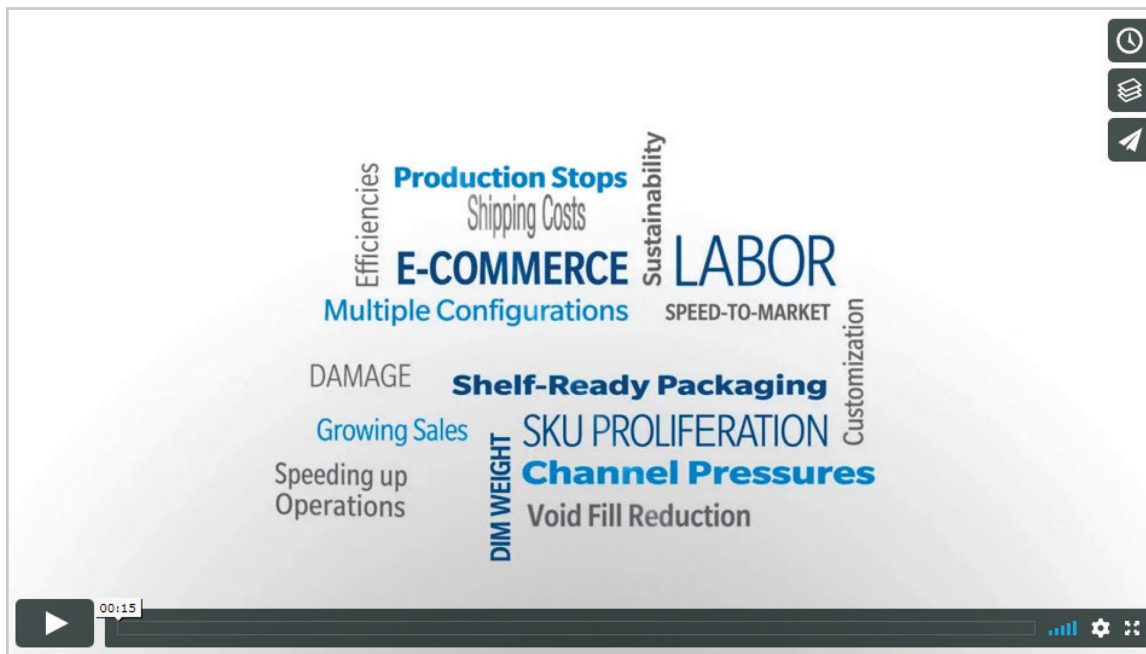 Efficiencies
Production Stops
Shipping Costs
Sustainability
E-COMMERCE
LABOR
Multiple Configurations
SPEED-TO-MARKET
Customization
DAMAGE
Shelf-Ready Packaging
Growing Sales
SKU PROLIFERATION
DIM WEIGHT
Channel Pressures
Speeding up
Operations
Void Fill Reduction
00:15